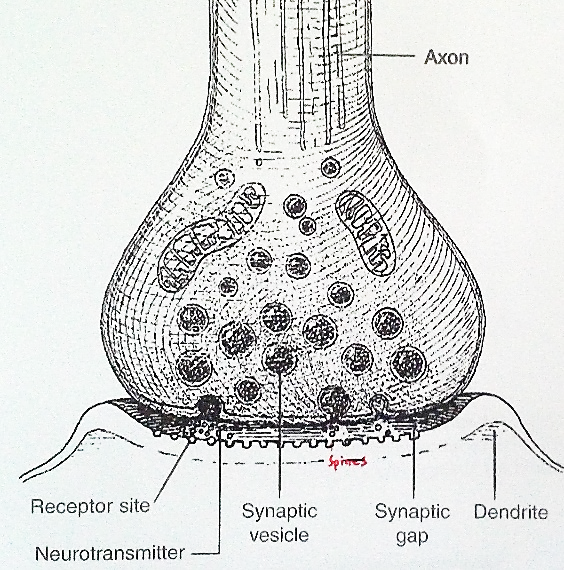 Axon
Spines
Receptor site
Synaptic
vesicle
Synaptic
gap
Dendrite
Neurotransmitter